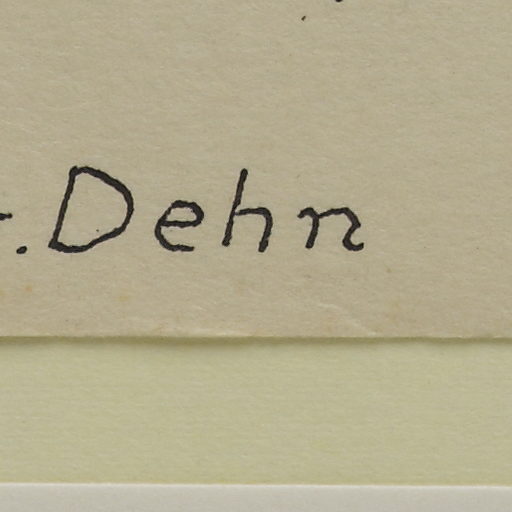 . Dehn